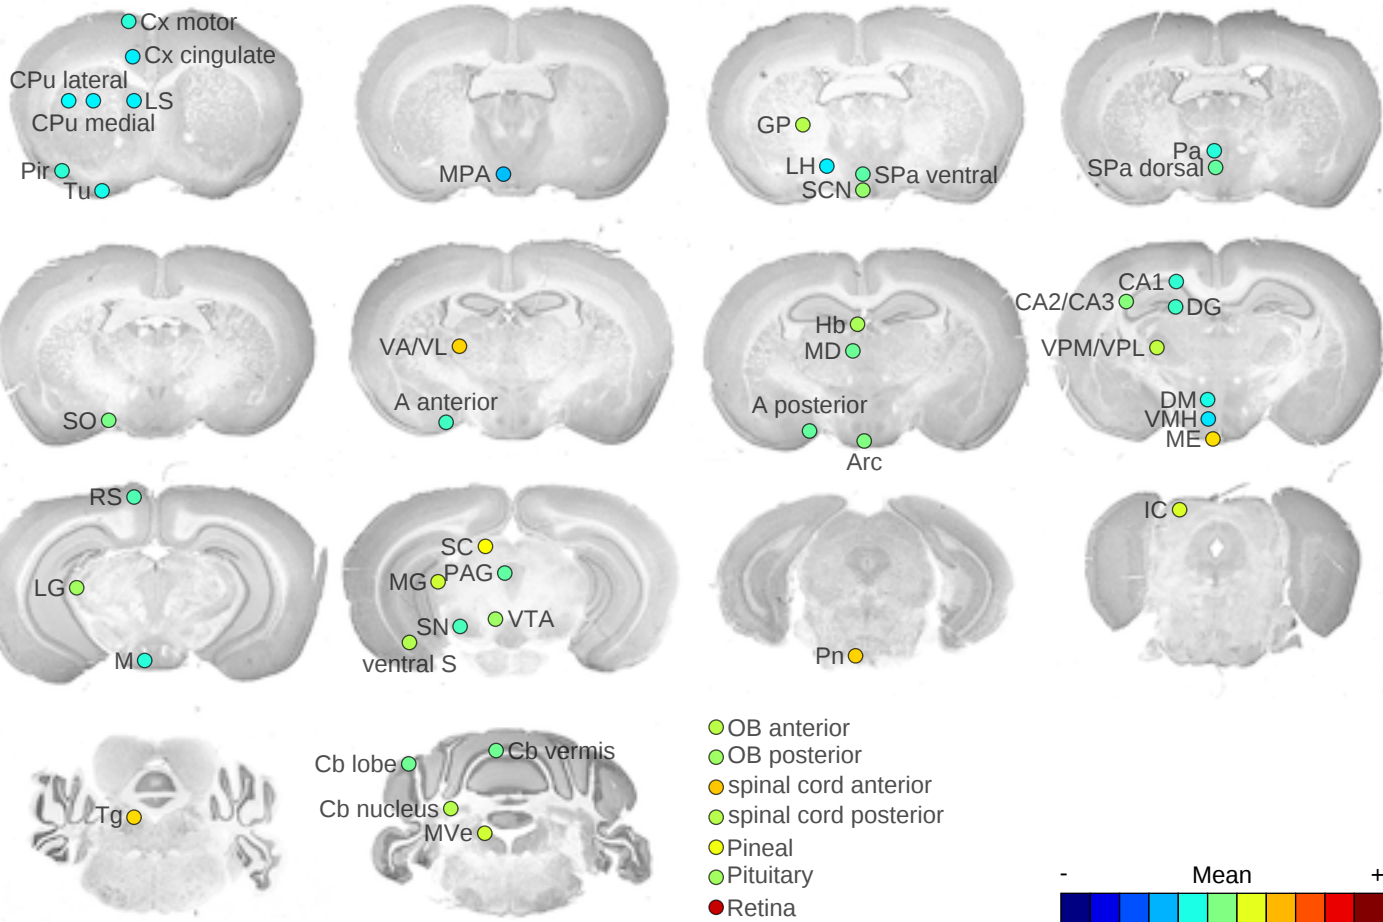 Cx motor
Cx cingulate
CPu lateral
LS
CPu medial
Pir
Tu
MPA
GP
LH
SPa ventral
SCN
Pa
SPa dorsal
SO
VA/VL
A anterior
Hb
MD
A posterior
Arc
CA1
CA2/CA3
DG
VPM/VPL
DM
VMH
ME
RS
LG
M
SC
PAG
MG
VTA
SN
ventral S
Pn
IC
Tg
Cb vermis
Cb lobe
Cb nucleus
MVe
OB anterior
OB posterior
spinal cord anterior
spinal cord posterior
Pineal
Pituitary
Retina
- Mean +